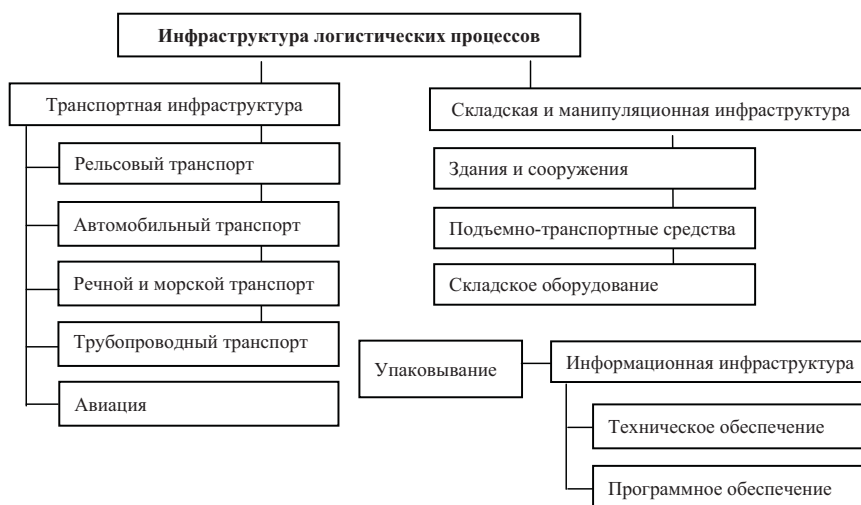 Инфраструктура логистических процессов
Транспортная инфраструктура
Рельсовый транспорт
Автомобильный транспорт
Речной и морской транспорт
Трубопроводный транспорт
Авиация
Складская и манипуляционная инфраструктура
Здания и сооружения
Подъемно-транспортные средства
Складское оборудование
Упаковывание
Информационная инфраструктура
Техническое обеспечение
Программное обеспечение